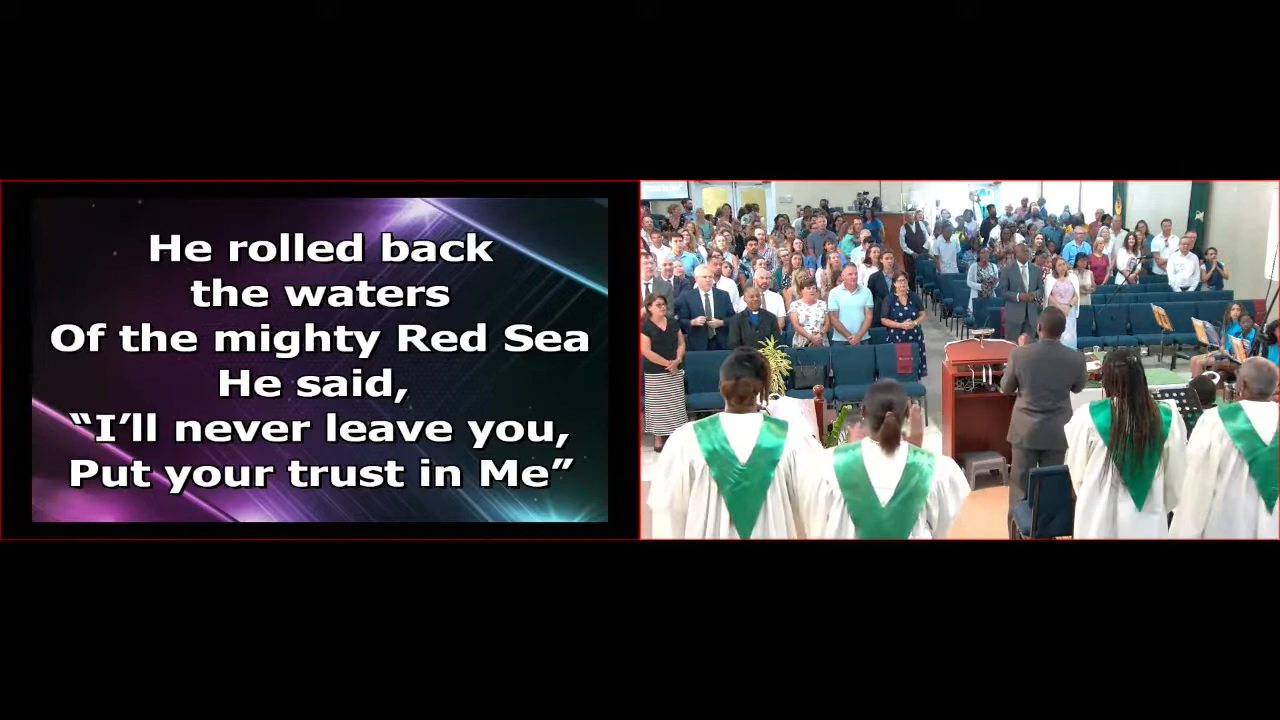 He rolled back
the waters
Of the mighty Red Sea
He said,
“I’ll never leave you,
Put your trust in Me”